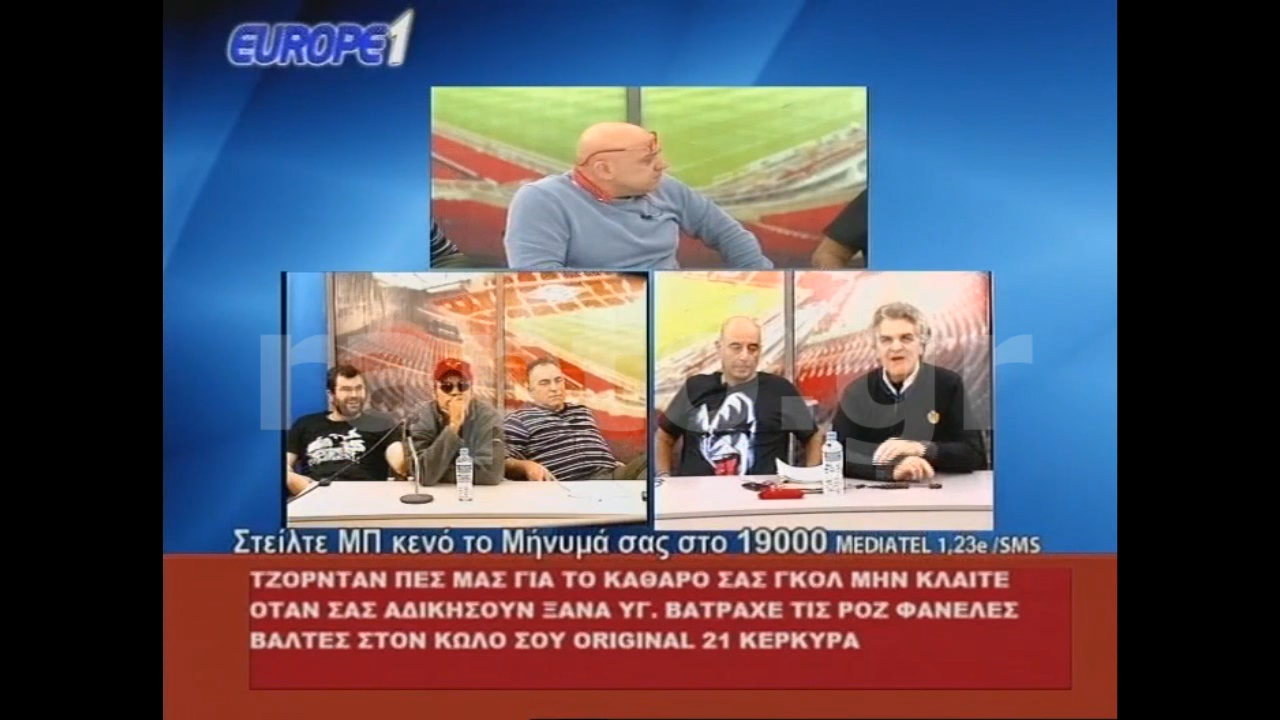 EUROPE1
Στείλτε ΜΠ κενό το Μήνυμά σας στο 19000 MEDIATEL 1,23e /SMS
ΤΖΟΡΝΤΑΝ ΠΕΣ ΜΑΣ ΓΙΑ ΤΟ ΚΑΘΑΡΟ ΣΑΣ ΓΚΟΛ ΜΗΝ ΚΛΑΙΤΕ
ΟΤΑΝ ΣΑΣ ΑΔΙΚΗΣΟΥΝ ΞΑΝΑ ΥΓ. ΒΑΤΡΑΧΕ ΤΙΣ ΡΟΖ ΦΑΝΕΛΕΣ
ΒΑΛΤΕΣ ΣΤΟΝ ΚΩΛΟ ΣΟΥ ORIGINAL 21 ΚΕΡΚΥΡΑ